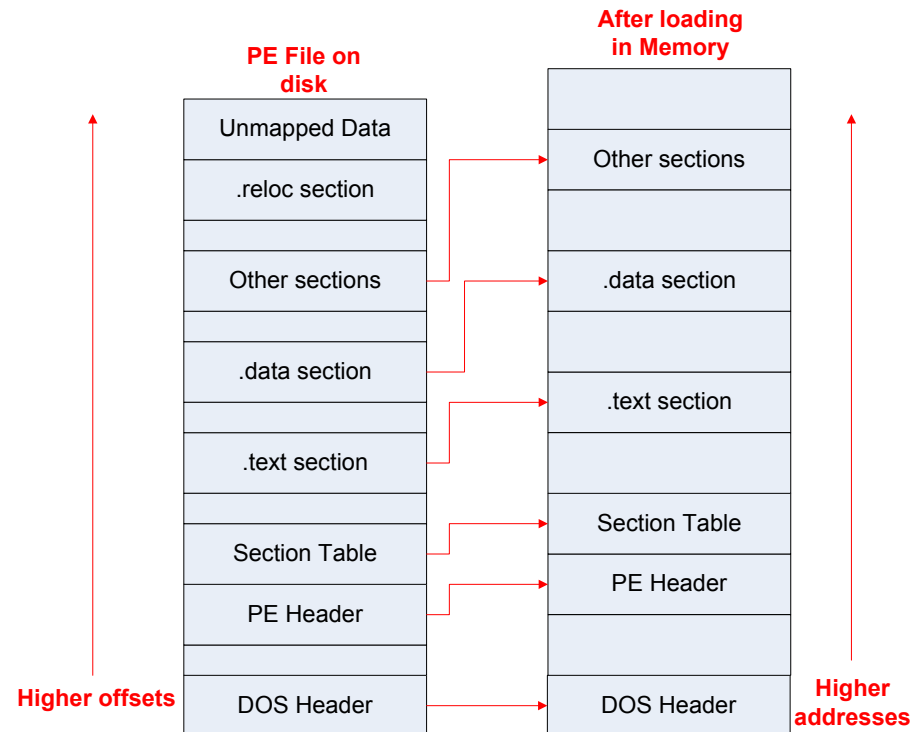 PE File on
disk
After loading
in Memory
Unmapped Data
.reloc section
Other sections
.data section
.text section
Section Table
PE Header
DOS Header
Higher offsets
Other sections
.data section
.text section
Section Table
PE Header
DOS Header
Higher
addresses